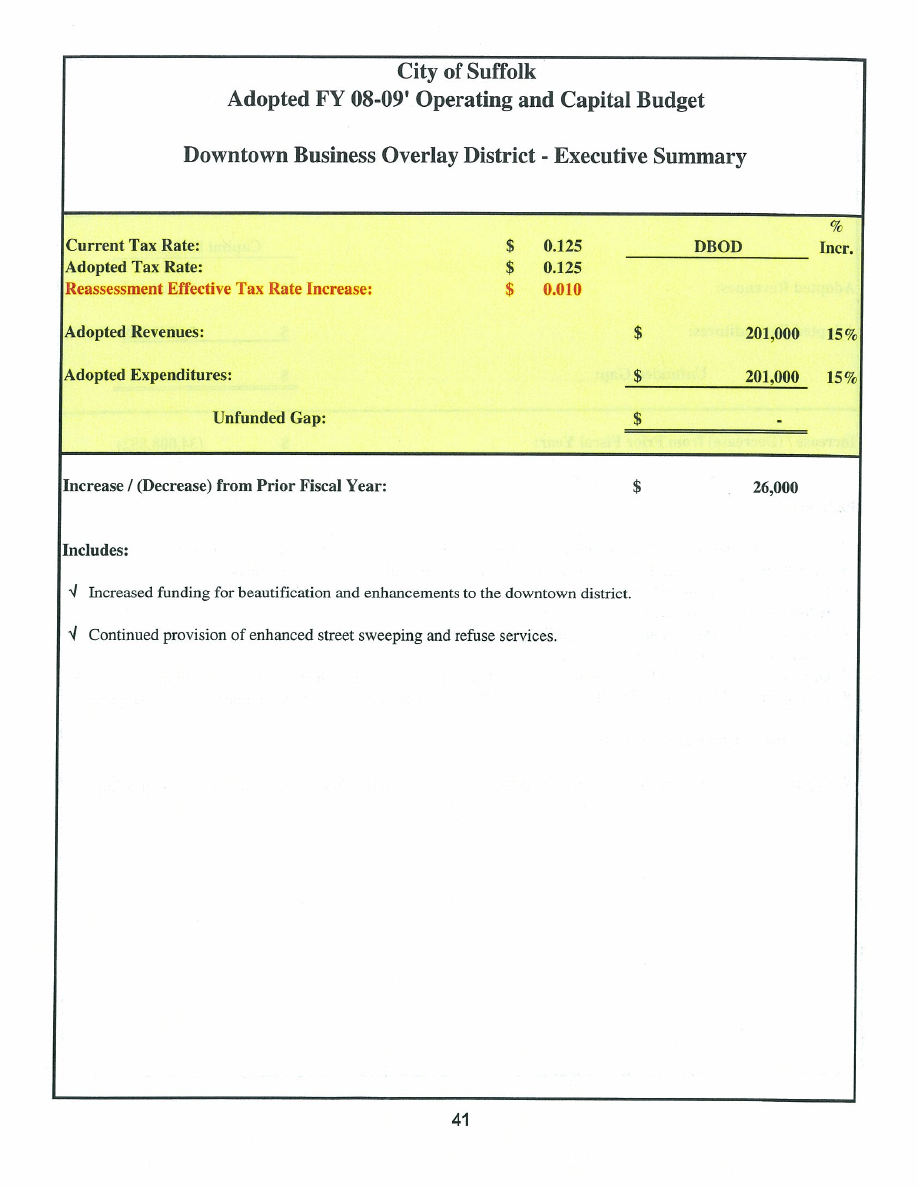 City of Suffolk
Adopted FY 08-09' Operating and Capital Budget
Downtown Business Overlay District - Executive Summary
%
Current Tax Rate: $ 0.125 DBOD Incr.
Adopted Tax Rate: $ 0.125
Reassessment Effective Tax Rate Increase: $ 0.010
Adopted Revenues: $ 201,000 15%
Adopted Expenditures: $ 201,000 15%
Unfunded Gap: $ -
Increase / (Decrease) from Prior Fiscal Year: $ 26,000
Includes:
√ Increased funding for beautification and enhancements to the downtown district.
√ Continued provision of enhanced street sweeping and refuse services.
41